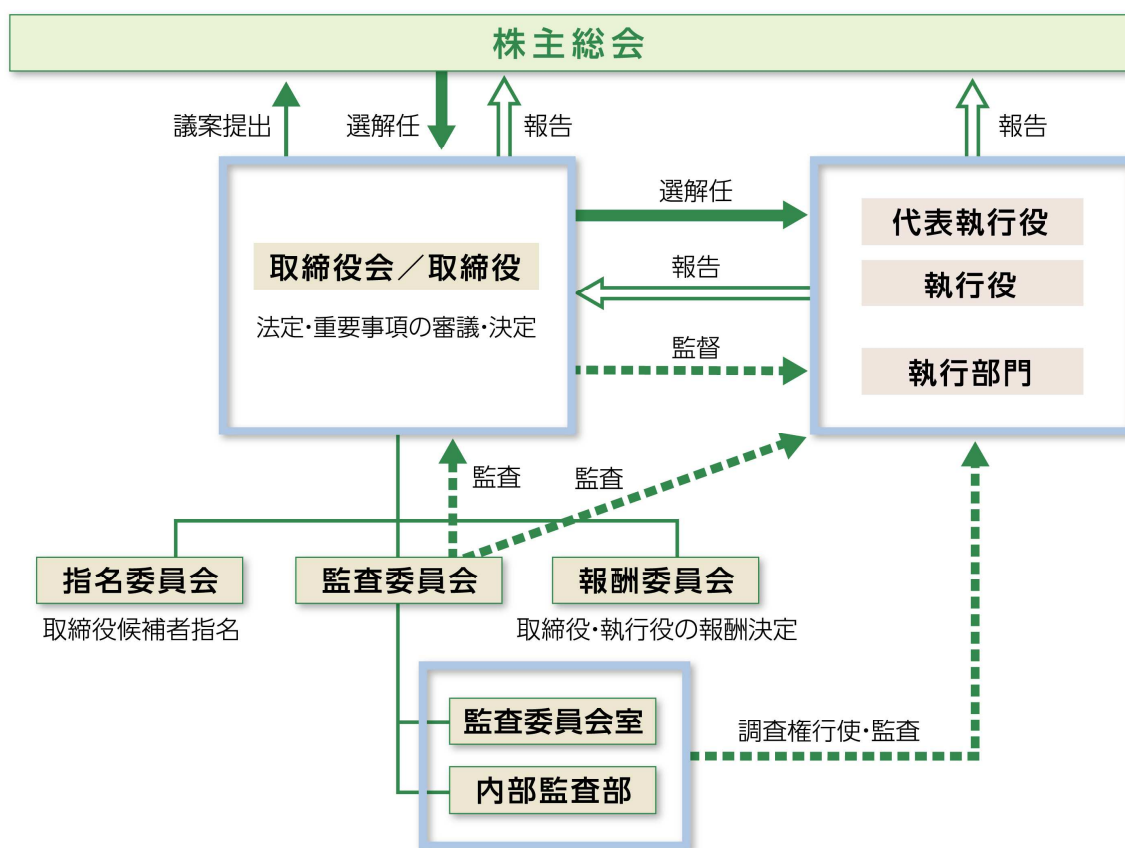 株主総会
議案提出
選解任
報告
報告
選解任
代表執行役
取締役会／取締役
報告
執行役
法定・重要事項の審議・決定
監督
執行部門
監査
監査
指名委員会
監査委員会
報酬委員会
取締役候補者指名
取締役・執行役の報酬決定
監査委員会室
調査権行使・監査
内部監査部